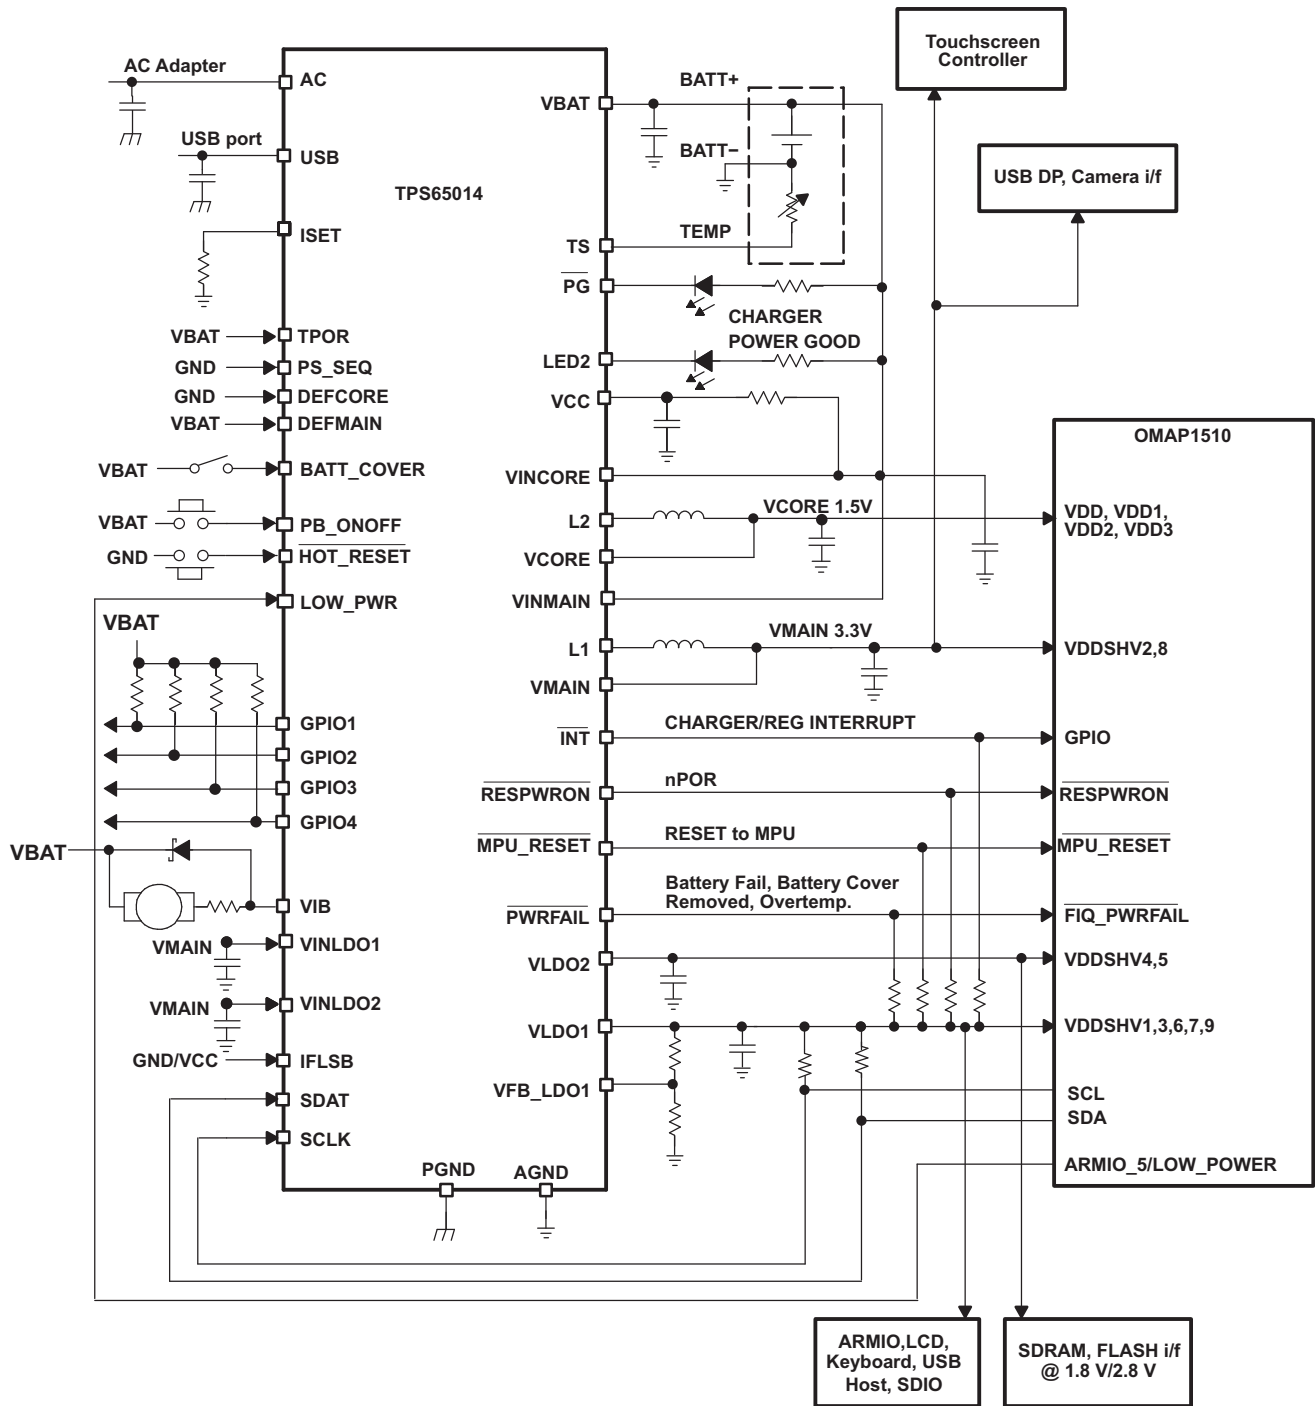 Touchscreen
Controller
AC Adapter
AC
BATT+
VBAT
USB port
USB
BATT−
USB DP, Camera i/f
TPS65014
ISET
TEMP
TS
PG
CHARGER
POWER GOOD
VBAT
TPOR
GND
PS_SEQ
LED2
GND
DEFCORE
VCC
VBAT
DEFMAIN
OMAP1510
VBAT
BATT_COVER
VINCORE
VCORE 1.5V
VDD, VDD1,
VDD2, VDD3
L2
VBAT
PB_ONOFF
GND
HOT_RESET
VCORE
LOW_PWR
VINMAIN
VBAT
VMAIN 3.3V
L1
VDDSHV2,8
VMAIN
GPIO1
CHARGER/REG INTERRUPT
INT
GPIO
GPIO2
nPOR
GPIO3
RESPWRON
RESPWRON
GPIO4
RESET to MPU
MPU_RESET
MPU_RESET
VBAT
Battery Fail, Battery Cover
Removed, Overtemp.
VIB
PWRFAIL
FIQ_PWRFAIL
VMAIN
VINLDO1
VLDO2
VDDSHV4,5
VMAIN
VINLDO2
VLDO1
VDDSHV1,3,6,7,9
GND/VCC
IFLSB
VFB_LDO1
SCL
SDAT
SDA
SCLK
PGND
AGND
ARMIO_5/LOW_POWER
ARMIO,LCD,
Keyboard, USB
Host, SDIO
SDRAM, FLASH i/f
@ 1.8 V/2.8 V